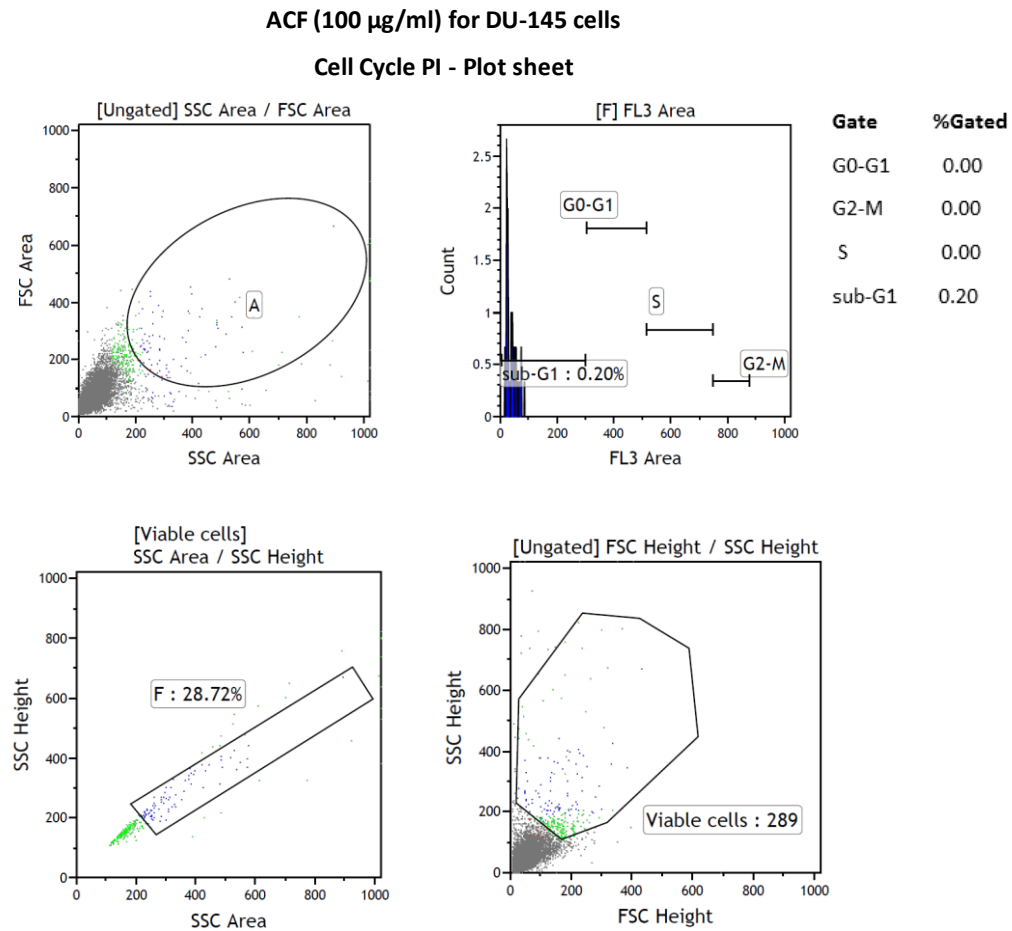 ACF (100 µg/ml) for DU-145 cells
Cell Cycle PI - Plot sheet
[Ungated] SSC Area / FSC Area
1000
800
600
400
200
0
FSC Area
A
0 200 400 600 800 1000
SSC Area
[F] FL3 Area
2.5
2
1.5
1
0.5
0
Count
G0-G1
S
G2-M
sub-G1 : 0.20%
0 200 400 600 800 1000
FL3 Area
Gate %Gated
G0-G1 0.00
G2-M 0.00
S 0.00
sub-G1 0.20
[Viable cells]
SSC Area / SSC Height
1000
800
600
400
200
0
SSC Height
F : 28.72%
0 200 400 600 800 1000
SSC Area
[Ungated] FSC Height / SSC Height
1000
800
600
400
200
0
SSC Height
Viable cells : 289
0 200 400 600 800 1000
FSC Height